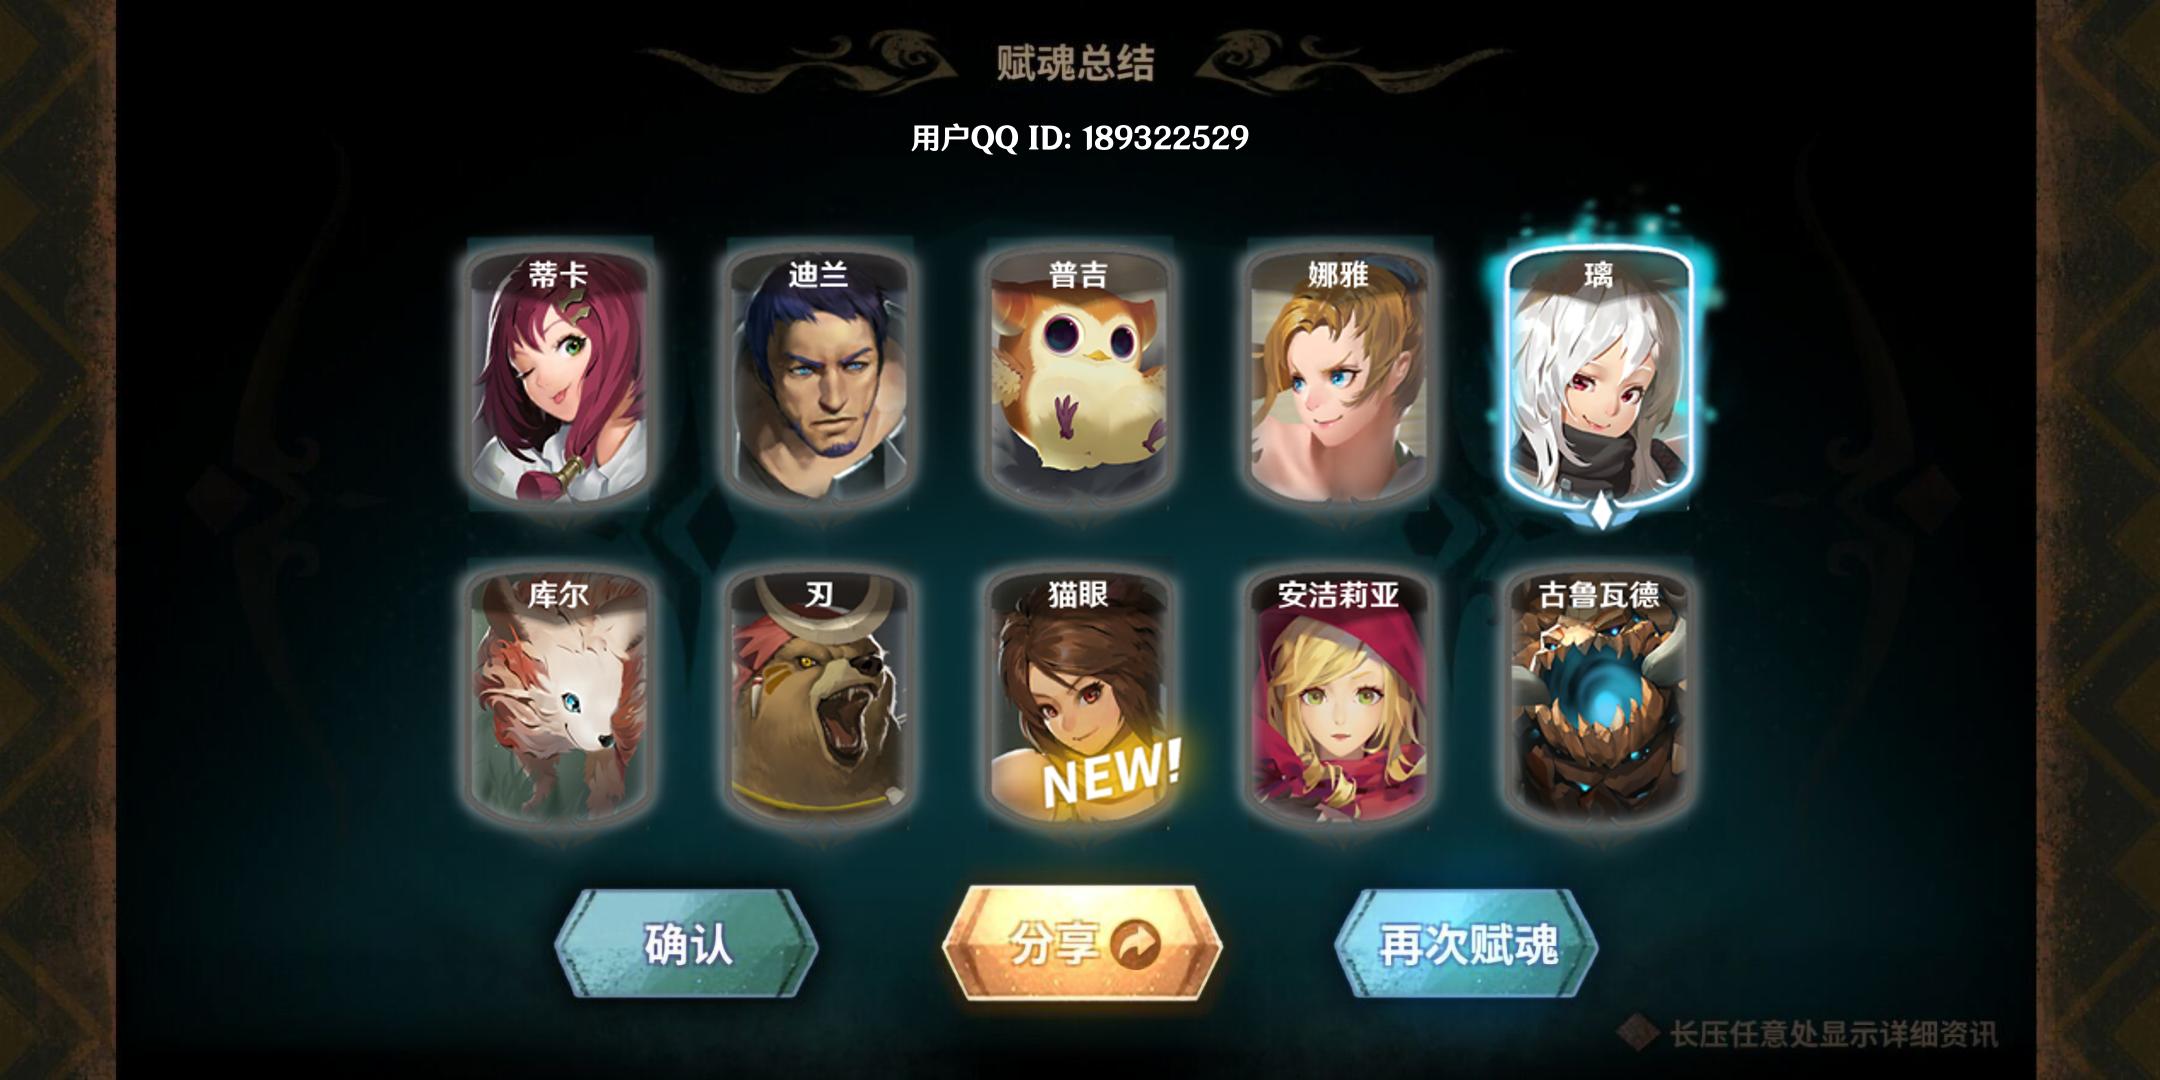 赋魂总结
用户QQ ID: 189322529
蒂卡
迪兰
普吉
娜雅
璃
库尔
刃
猫眼
安洁莉亚
古鲁瓦德
NEW!
确认
分享
再次赋魂
长压任意处显示详细资讯